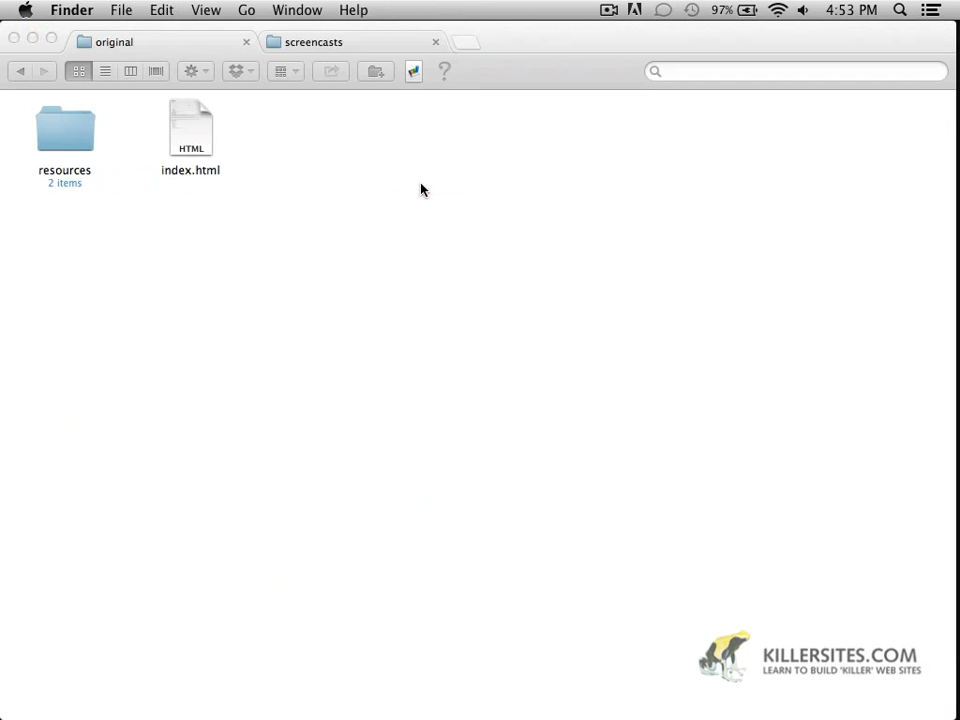 Finder File Edit View Go Window Help 97% 4:53 PM
original screencasts
?
HTML
resources index.html
2 items
KILLERSITES.COM
LEARN TO BUILD 'KILLER' WEB SITES